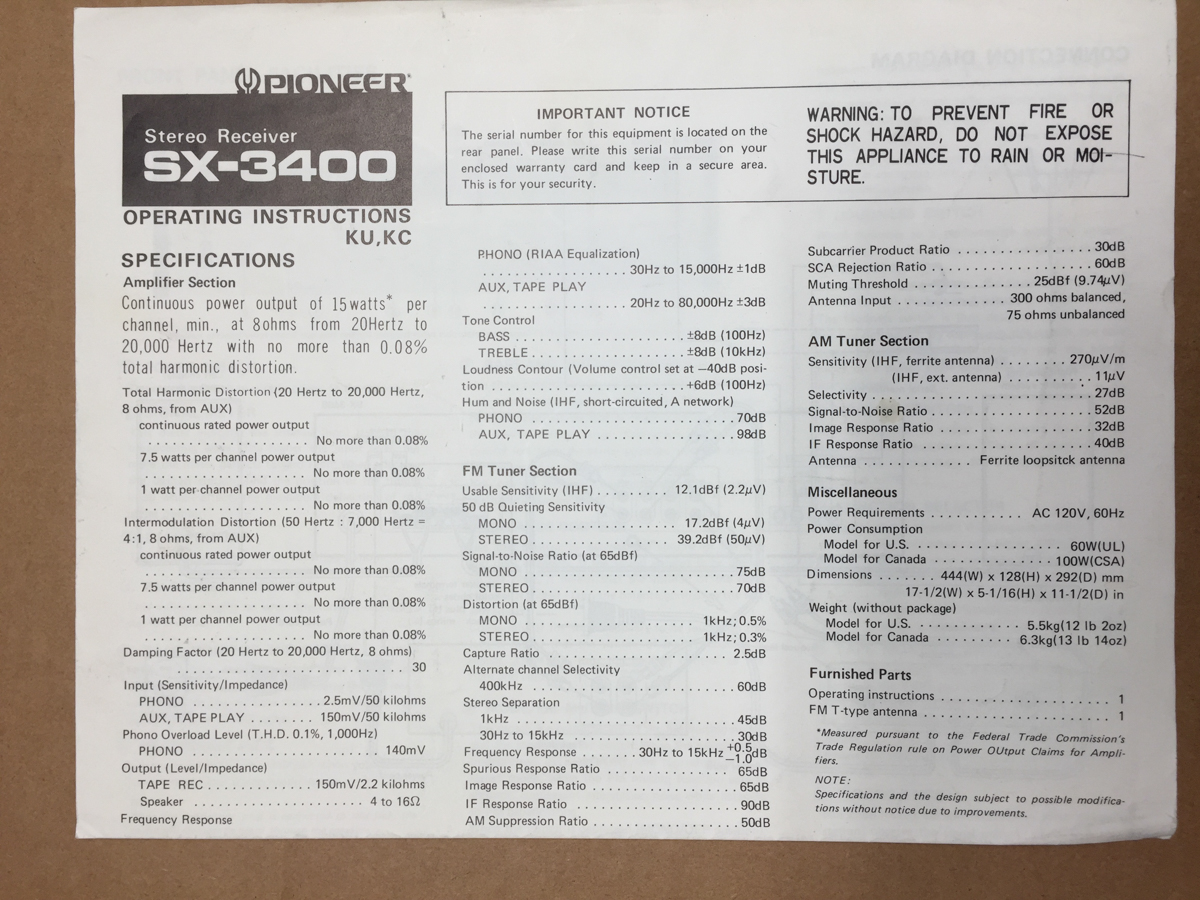 PIONEER
Stereo Receiver
SX-3400
OPERATING INSTRUCTIONS
KU,KC
IMPORTANT NOTICE
The serial number for this equipment is located on the
rear panel. Please write this serial number on your
enclosed warranty card and keep in a secure area.
This is for your security.
WARNING: TO PREVENT FIRE OR
SHOCK HAZARD, DO NOT EXPOSE
THIS APPLIANCE TO RAIN OR MOI-
STURE.
SPECIFICATIONS
Amplifier Section
Continuous power output of 15 watts* per
channel, min., at 8 ohms from 20 Hertz to
20,000 Hertz with no more than 0.08%
total harmonic distortion.
Total Harmonic Distortion (20 Hertz to 20,000 Hertz,
8 ohms, from AUX)
continuous rated power output
. . . . . . . . . . . . . . . . . . . . No more than 0.08%
7.5 watts per channel power output
. . . . . . . . . . . . . . . . . . . . No more than 0.08%
1 watt per channel power output
. . . . . . . . . . . . . . . . . . . . No more than 0.08%
Intermodulation Distortion (50 Hertz : 7,000 Hertz =
4:1, 8 ohms, from AUX)
continuous rated power output
. . . . . . . . . . . . . . . . . . . . No more than 0.08%
7.5 watts per channel power output
. . . . . . . . . . . . . . . . . . . . No more than 0.08%
1 watt per channel power output
. . . . . . . . . . . . . . . . . . . . No more than 0.08%
Damping Factor (20 Hertz to 20,000 Hertz, 8 ohms)
. . . . . . . . . . . . . . . . . . . . . . . . . . . . 30
Input (Sensitivity/Impedance)
PHONO . . . . . . . . . . . . . . . . 2.5mV/50 kilohms
AUX, TAPE PLAY . . . . . . . . 150mV/50 kilohms
Phono Overload Level (T.H.D. 0.1%, 1,000Hz)
PHONO . . . . . . . . . . . . . . . . . . . . . . . 140mV
Output (Level/Impedance)
TAPE REC . . . . . . . . . . . . . 150mV/2.2 kilohms
Speaker . . . . . . . . . . . . . . . . . . . . . 4 to 16Ω
Frequency Response
PHONO (RIAA Equalization)
. . . . . . . . . . . . . . . . . . 30Hz to 15,000Hz ±1dB
AUX, TAPE PLAY
. . . . . . . . . . . . . . . . . . 20Hz to 80,000Hz ±3dB
Tone Control
BASS . . . . . . . . . . . . . . . . . . . . . ±8dB (100Hz)
TREBLE . . . . . . . . . . . . . . . . . . . ±8dB (10kHz)
Loudness Contour (Volume control set at −40dB posi-
tion . . . . . . . . . . . . . . . . . . . . . . . . +6dB (100Hz)
Hum and Noise (IHF, short-circuited, A network)
PHONO . . . . . . . . . . . . . . . . . . . . . . . . . . 70dB
AUX, TAPE PLAY . . . . . . . . . . . . . . . . . 98dB
FM Tuner Section
Usable Sensitivity (IHF) . . . . . . . . . 12.1dBf (2.2μV)
50 dB Quieting Sensitivity
MONO . . . . . . . . . . . . . . . . . . . 17.2dBf (4μV)
STEREO . . . . . . . . . . . . . . . . . 39.2dBf (50μV)
Signal-to-Noise Ratio (at 65dBf)
MONO . . . . . . . . . . . . . . . . . . . . . . . . . . 75dB
STEREO . . . . . . . . . . . . . . . . . . . . . . . . . 70dB
Distortion (at 65dBf)
MONO . . . . . . . . . . . . . . . . . . . . . . 1kHz; 0.5%
STEREO . . . . . . . . . . . . . . . . . . . . . 1kHz; 0.3%
Capture Ratio . . . . . . . . . . . . . . . . . . . . . . 2.5dB
Alternate channel Selectivity
400kHz . . . . . . . . . . . . . . . . . . . . . . . . . 60dB
Stereo Separation
1kHz . . . . . . . . . . . . . . . . . . . . . . . . . . . 45dB
30Hz to 15kHz . . . . . . . . . . . . . . . . . . . . 30dB
Frequency Response . . . . . . . 30Hz to 15kHz +0.5 −1.0 dB
Spurious Response Ratio . . . . . . . . . . . . . . . . 65dB
Image Response Ratio . . . . . . . . . . . . . . . . . . 65dB
IF Response Ratio . . . . . . . . . . . . . . . . . . . . 90dB
AM Suppression Ratio . . . . . . . . . . . . . . . . . . 50dB
Subcarrier Product Ratio . . . . . . . . . . . . . . . . . 30dB
SCA Rejection Ratio . . . . . . . . . . . . . . . . . . . . 60dB
Muting Threshold . . . . . . . . . . . . . . . 25dBf (9.74μV)
Antenna Input . . . . . . . . . . . . 300 ohms balanced,
75 ohms unbalanced
AM Tuner Section
Sensitivity (IHF, ferrite antenna) . . . . . . . . 270μV/m
(IHF, ext. antenna) . . . . . . . . . . 11μV
Selectivity . . . . . . . . . . . . . . . . . . . . . . . . . 27dB
Signal-to-Noise Ratio . . . . . . . . . . . . . . . . . . . 52dB
Image Response Ratio . . . . . . . . . . . . . . . . . . . 32dB
IF Response Ratio . . . . . . . . . . . . . . . . . . . . . 40dB
Antenna . . . . . . . . . . . . . Ferrite loopsitck antenna
Miscellaneous
Power Requirements . . . . . . . . . . . AC 120V, 60Hz
Power Consumption
Model for U.S. . . . . . . . . . . . . . . . . . 60W(UL)
Model for Canada . . . . . . . . . . . . . . . 100W(CSA)
Dimensions . . . . . . . 444(W) x 128(H) x 292(D) mm
17-1/2(W) x 5-1/16(H) x 11-1/2(D) in
Weight (without package)
Model for U.S. . . . . . . . . . . . . 5.5kg(12 lb 2oz)
Model for Canada . . . . . . . . . 6.3kg(13 lb 14oz)
Furnished Parts
Operating instructions . . . . . . . . . . . . . . . . . . . 1
FM T-type antenna . . . . . . . . . . . . . . . . . . . . . 1
*Measured pursuant to the Federal Trade Commission's
Trade Regulation rule on Power OUtput Claims for Ampli-
fiers.
NOTE:
Specifications and the design subject to possible modifica-
tions without notice due to improvements.